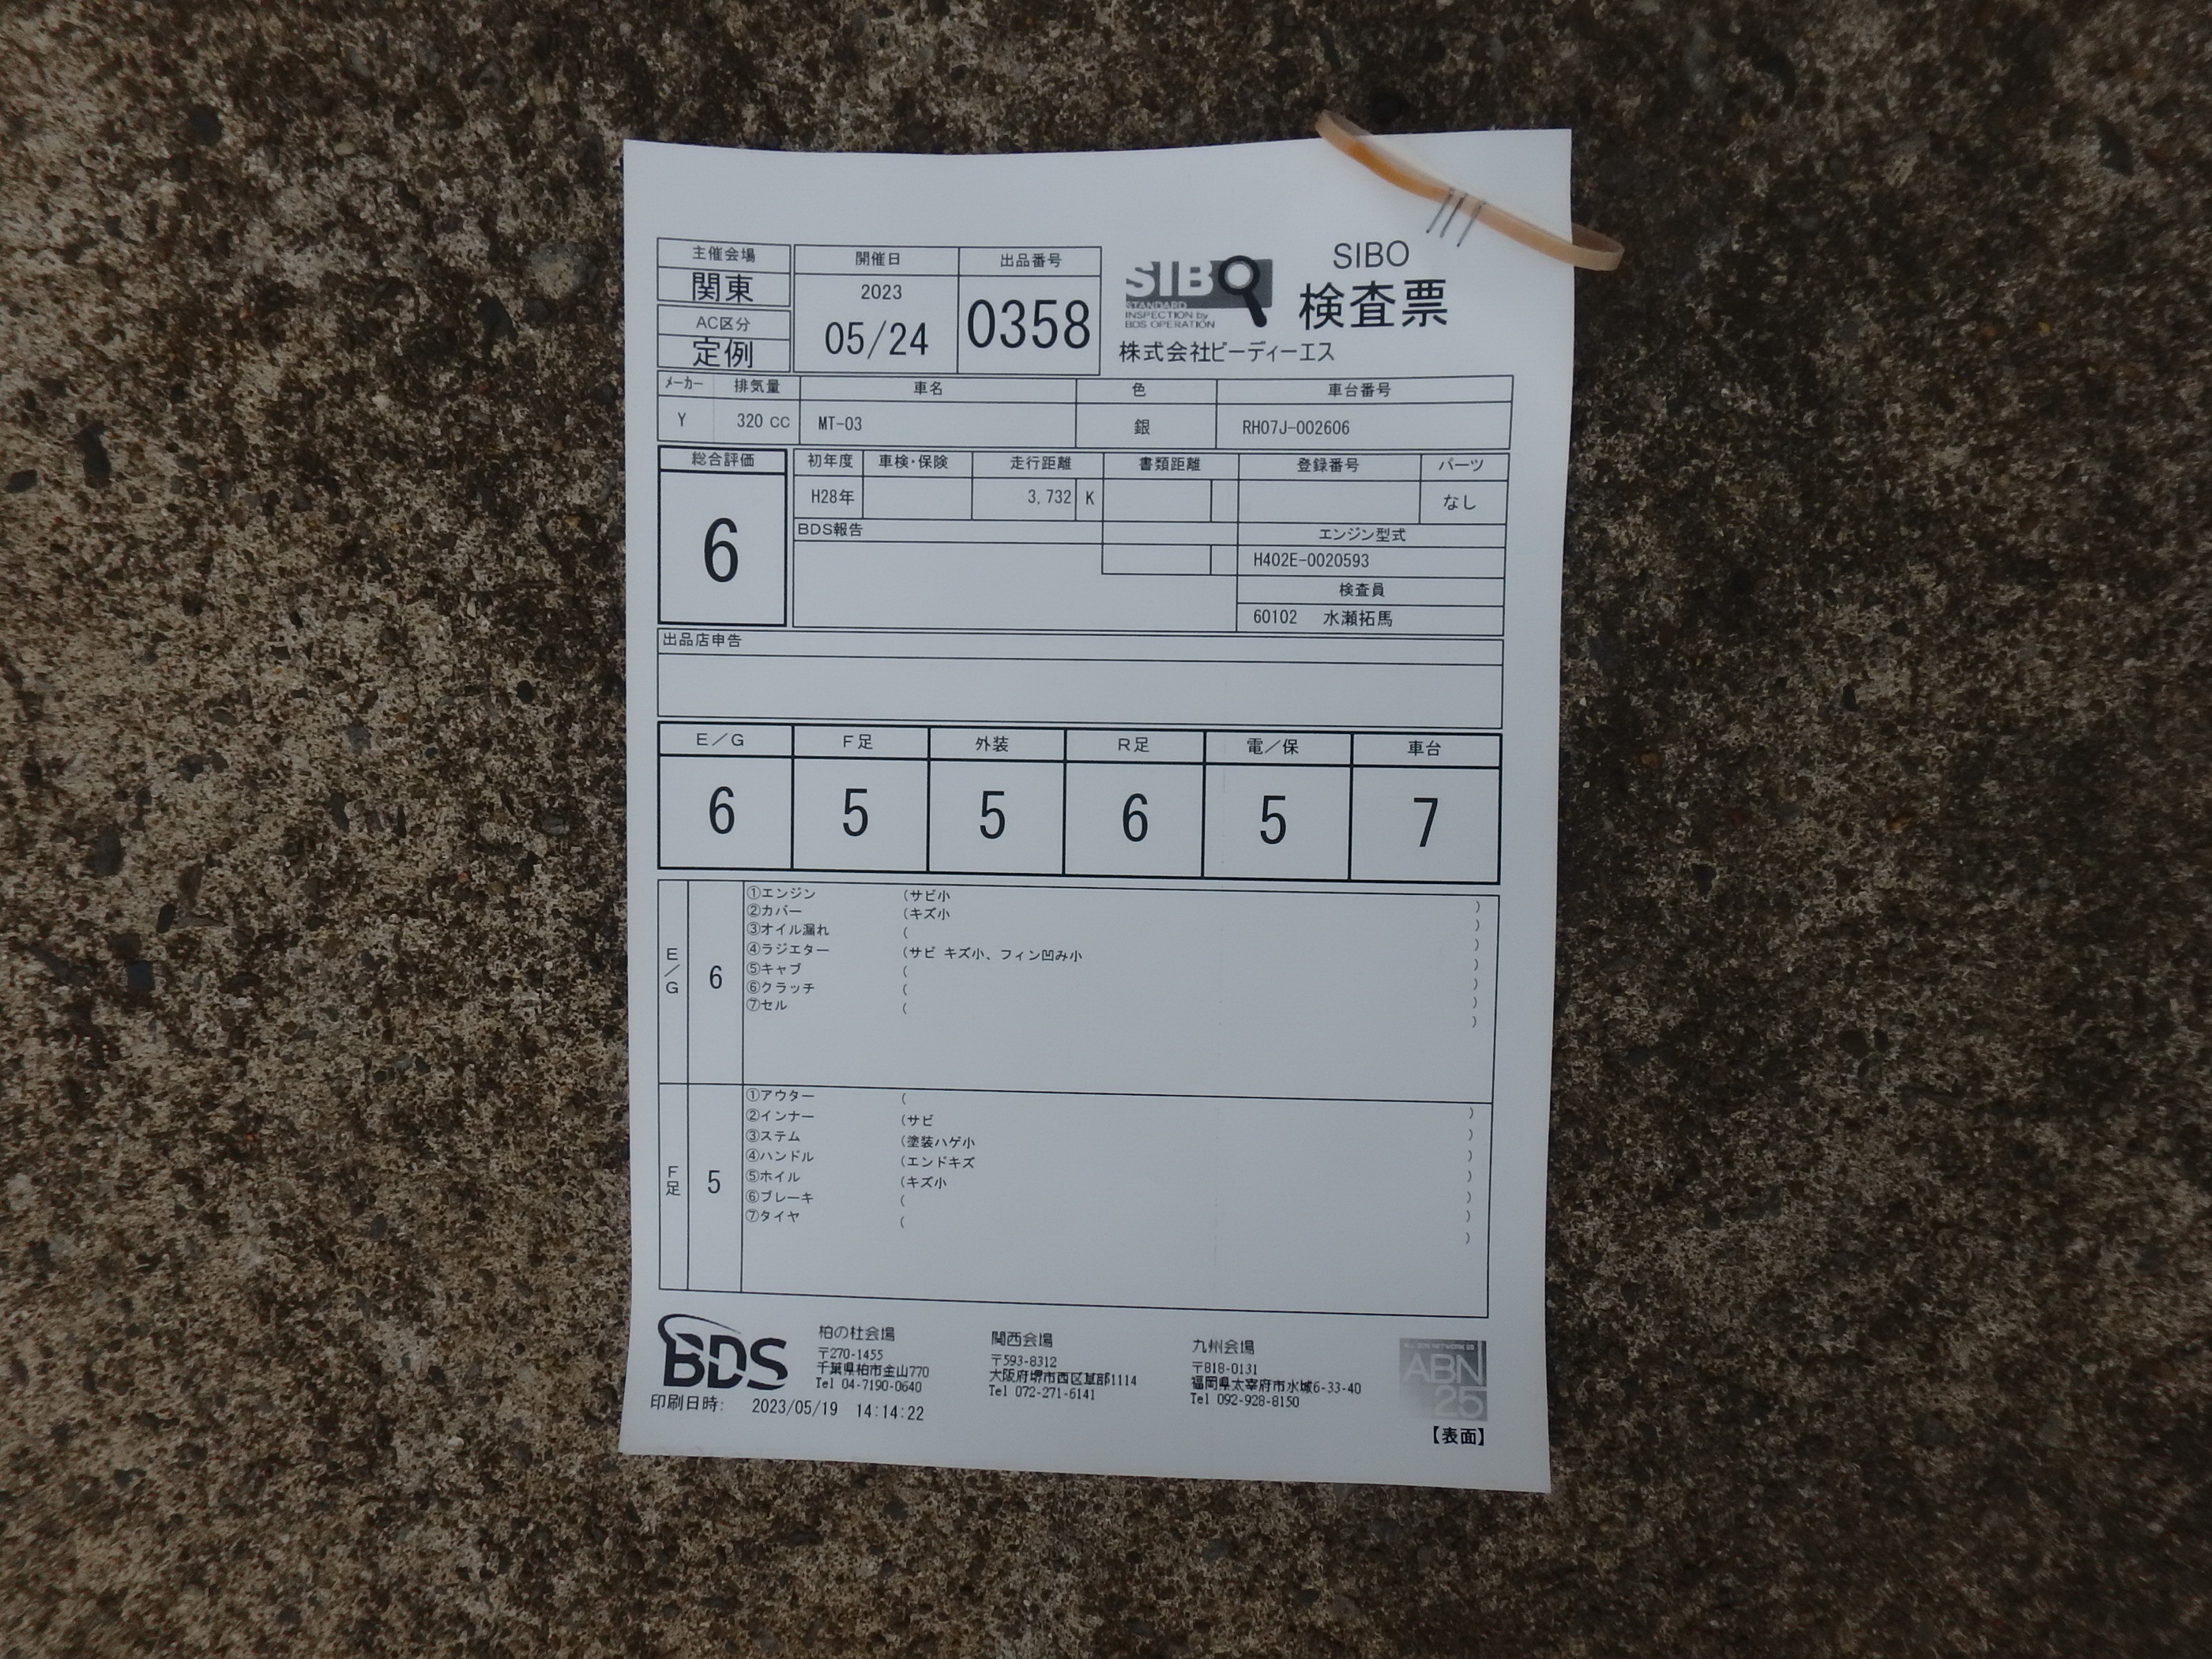 主催会場
関東
AC区分
定例
開催日
2023
05/24
出品番号
0358
SIBO
STANDARD
INSPECTION by
BDS OPERATION
SIBO
検査票
株式会社ビーディーエス
メーカー 排気量 車名 色 車台番号
Y 320 CC MT-03 銀 RH07J-002606
総合評価
6
初年度 車検・保険 走行距離 書類距離 登録番号 パーツ
H28年 3,732 K なし
BDS報告
エンジン型式
H402E-0020593
検査員
60102 水瀬拓馬
出品店申告
E/G F足 外装 R足 電/保 車台
6 5 5 6 5 7
E/G
6
①エンジン (サビ小 )
②カバー (キズ小 )
③オイル漏れ ( )
④ラジエター (サビ キズ小、フィン凹み小 )
⑤キャブ ( )
⑥クラッチ ( )
⑦セル ( )
F足
5
①アウター ( )
②インナー (サビ )
③ステム (塗装ハゲ小 )
④ハンドル (エンドキズ )
⑤ホイル (キズ小 )
⑥ブレーキ ( )
⑦タイヤ ( )
BDS
柏の杜会場
〒270-1455
千葉県柏市金山770
Tel 04-7190-0640
関西会場
〒593-8312
大阪府堺市西区草部1114
Tel 072-271-6141
九州会場
〒818-0131
福岡県太宰府市水城6-33-40
Tel 092-928-8150
ABN
25
印刷日時: 2023/05/19 14:14:22
【表面】